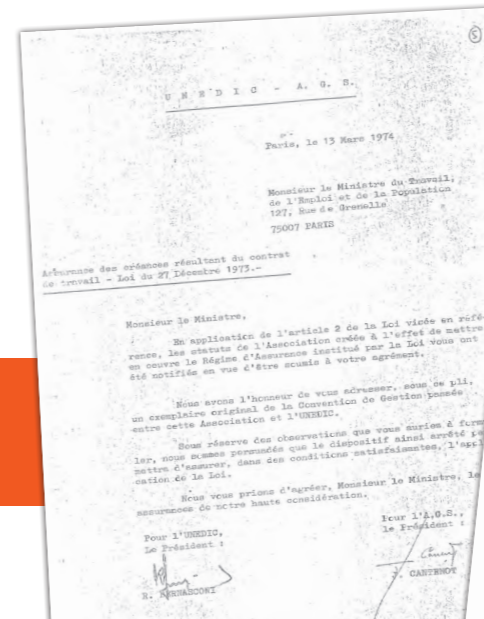 5
U N E D I C - A. G. S.
Paris, le 13 Mars 1974
Monsieur le Ministre du Travail,
de l'Emploi et de la Population
127, Rue de Grenelle
75007 PARIS
Assurance des créances résultant du contrat
de travail - Loi du 27 Décembre 1973.-
Monsieur le Ministre,
En application de l'article 2 de la Loi visée en réfé
rence, les statuts de l'Association créée à l'effet de mettre
en oeuvre le Régime d'Assurance institué par la Loi vous ont
été notifiés en vue d'être soumis à votre agrément.
Nous avons l'honneur de vous adresser, sous ce pli,
un exemplaire original de la Convention de Gestion passée
entre cette Association et l'UNEDIC.
Sous réserve des observations que vous auriez à form
ler, nous sommes persuadés que le dispositif ainsi arrêté pe
mettre d'assurer, dans des conditions satisfaisantes, l'appl
cation de la Loi.
Nous vous prions d'agréer, Monsieur le Ministre, le
assurances de notre haute considération.
Pour l'UNEDIC,
Le Président :
Pour l'A.G.S.,
le Président :
R. BERNASCONI
CANTENOT